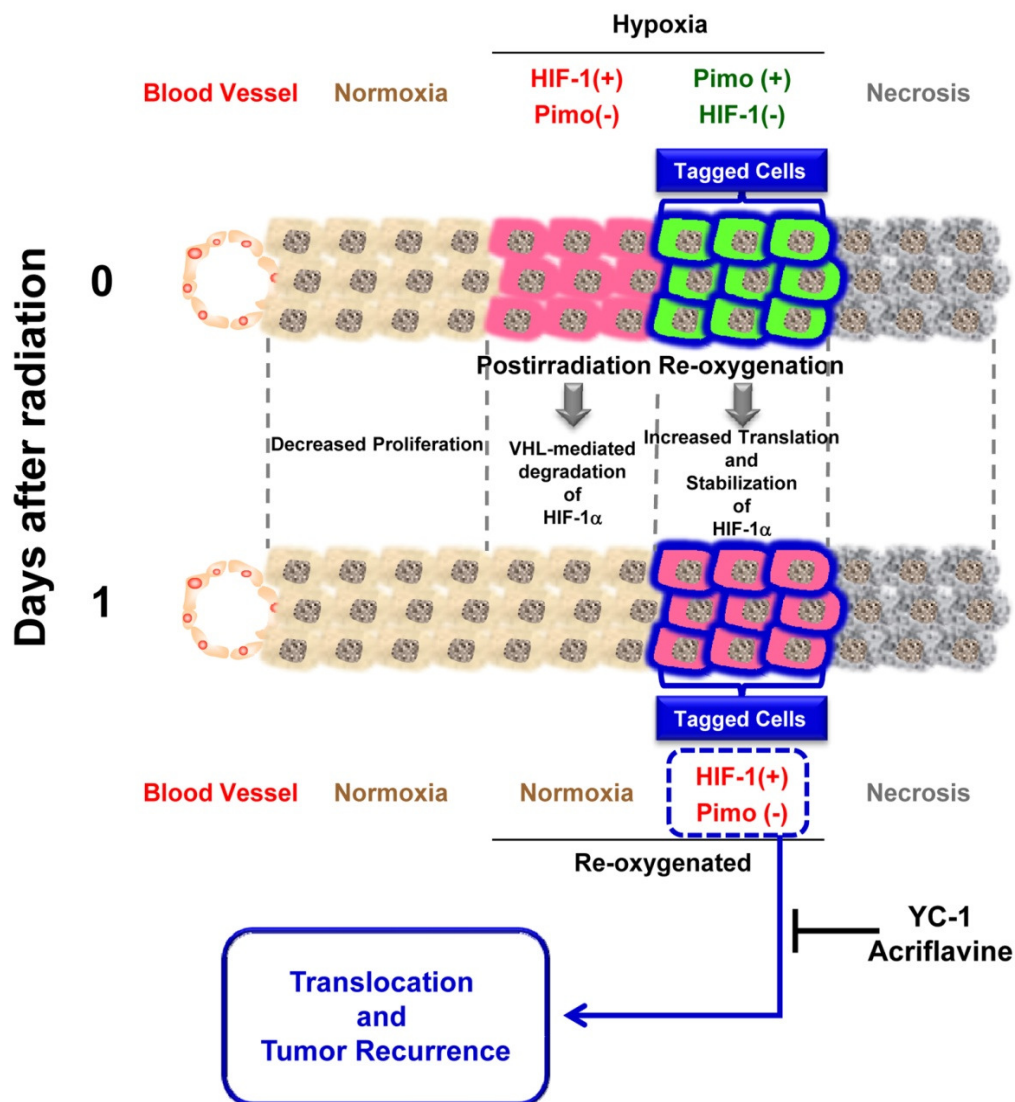 Hypoxia
Blood Vessel
Normoxia
HIF-1(+)
Pimo(-)
Pimo (+)
HIF-1(-)
Necrosis
Tagged Cells
Days after radiation
0
Postirradiation Re-oxygenation
Decreased Proliferation
VHL-mediated
degradation
of
HIF-1α
Increased Translation
and
Stabilization
of
HIF-1α
1
Tagged Cells
Blood Vessel
Normoxia
Normoxia
HIF-1(+)
Pimo (-)
Necrosis
Re-oxygenated
YC-1
Acriflavine
Translocation
and
Tumor Recurrence